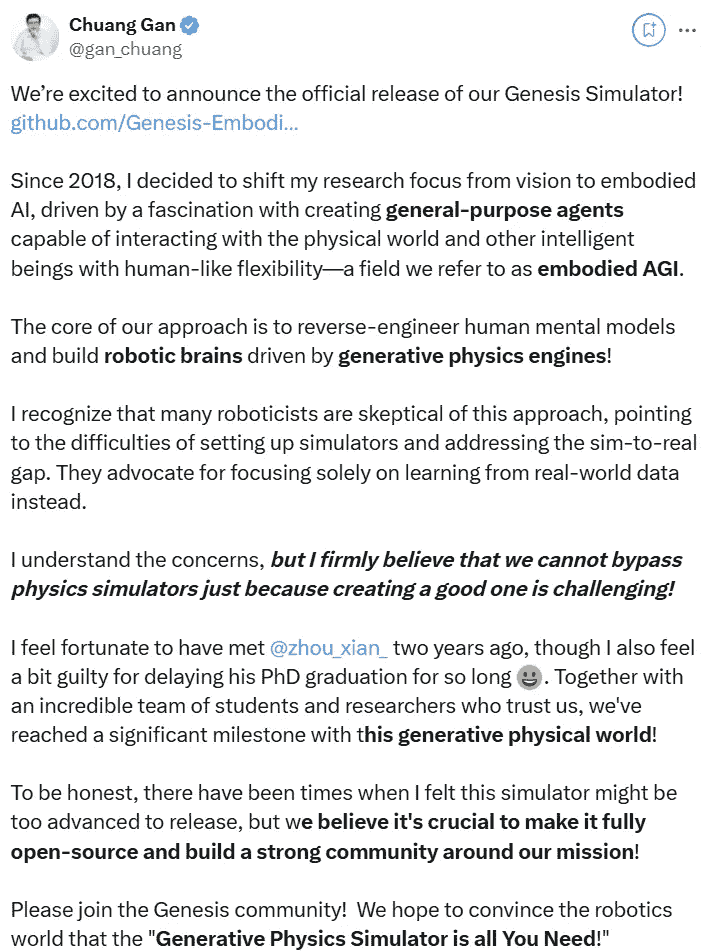 Chuang Gan
@gan_chuang
We’re excited to announce the official release of our Genesis Simulator!
github.com/Genesis-Embodi...
Since 2018, I decided to shift my research focus from vision to embodied
AI, driven by a fascination with creating general-purpose agents
capable of interacting with the physical world and other intelligent
beings with human-like flexibility—a field we refer to as embodied AGI.
The core of our approach is to reverse-engineer human mental models
and build robotic brains driven by generative physics engines!
I recognize that many roboticists are skeptical of this approach, pointing
to the difficulties of setting up simulators and addressing the sim-to-real
gap. They advocate for focusing solely on learning from real-world data
instead.
I understand the concerns, but I firmly believe that we cannot bypass
physics simulators just because creating a good one is challenging!
I feel fortunate to have met @zhou_xian_ two years ago, though I also feel
a bit guilty for delaying his PhD graduation for so long 😀. Together with
an incredible team of students and researchers who trust us, we've
reached a significant milestone with this generative physical world!
To be honest, there have been times when I felt this simulator might be
too advanced to release, but we believe it's crucial to make it fully
open-source and build a strong community around our mission!
Please join the Genesis community!  We hope to convince the robotics
world that the "Generative Physics Simulator is all You Need!"